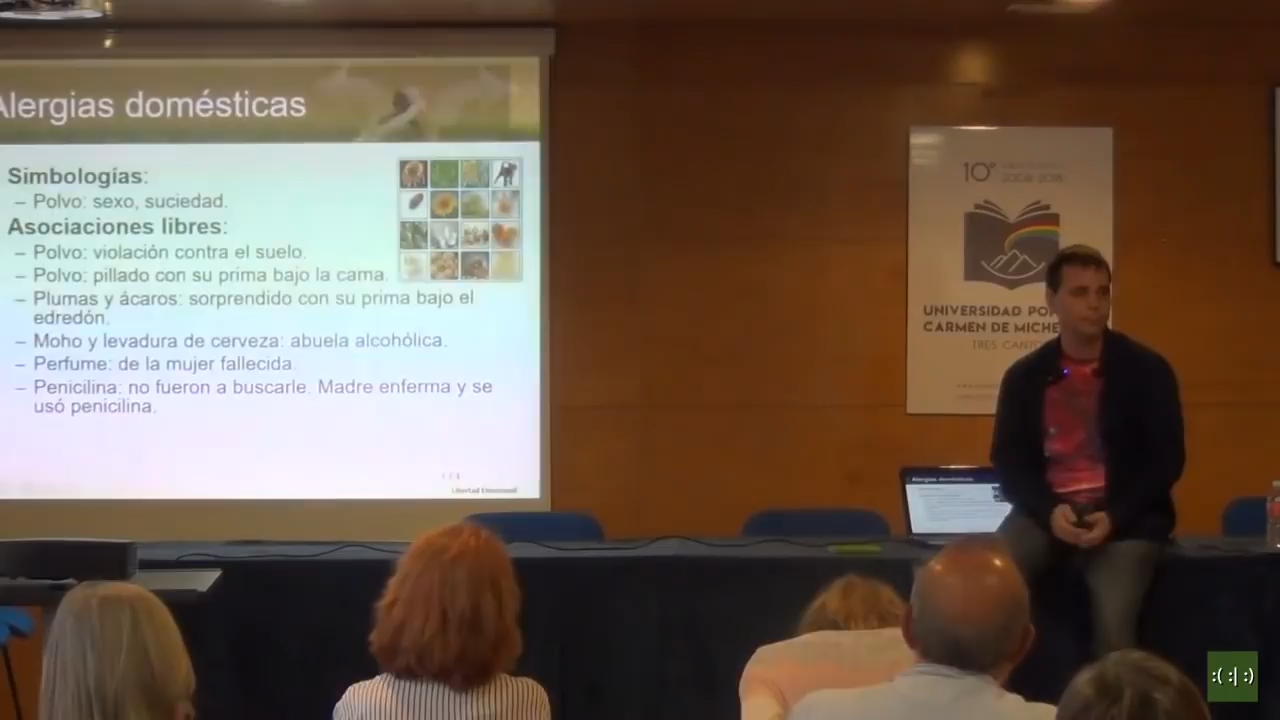 Alergias domésticas
Simbologías:
– Polvo: sexo, suciedad.
Asociaciones libres:
– Polvo: violación contra el suelo.
– Polvo: pillado con su prima bajo la cama.
– Plumas y ácaros: sorprendido con su prima bajo el
edredón.
– Moho y levadura de cerveza: abuela alcohólica.
– Perfume: de la mujer fallecida.
– Penicilina: no fueron a buscarle. Madre enferma y se
usó penicilina.
Libertad Emocional
10º
UNIVERSIDAD PO
CARMEN DE MICHE
TRES CANTO
Alergias domésticas
:( :| :)